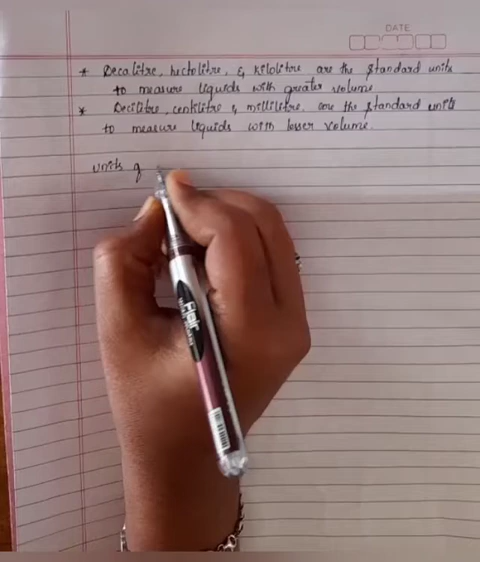 DATE
* Decalitre, hectolitre, & kilolitre are the standard units
to measure liquids with greater volume
* Decilitre, centilitre & millilitre are the standard units
to measure liquids with lesser volume.
units of
Flair